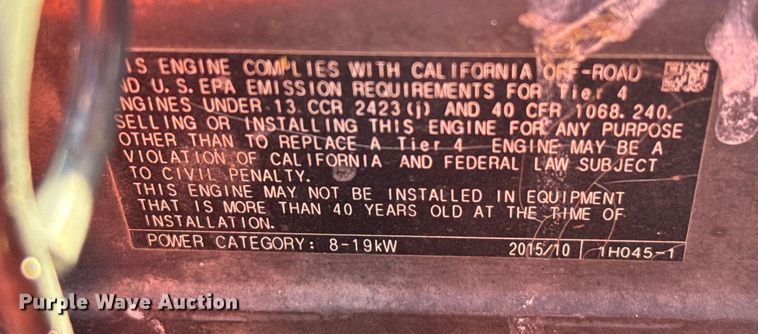 IS ENGINE COMPLIES WITH CALIFORNIA OFF-ROAD
ND U.S.EPA EMISSION REQUIREMENTS FOR Tier 4
NGINES UNDER 13 CCR 2423(j) AND 40 CFR 1068.240.
SELLING OR INSTALLING THIS ENGINE FOR ANY PURPOSE
OTHER THAN TO REPLACE A Tier 4 ENGINE MAY BE A
VIOLATION OF CALIFORNIA AND FEDERAL LAW SUBJECT
TO CIVIL PENALTY.
THIS ENGINE MAY NOT BE INSTALLED IN EQUIPMENT
THAT IS MORE THAN 40 YEARS OLD AT THE TIME OF
INSTALLATION.
POWER CATEGORY: 8-19kW 2015/10 1H045-1
Purple Wave Auction